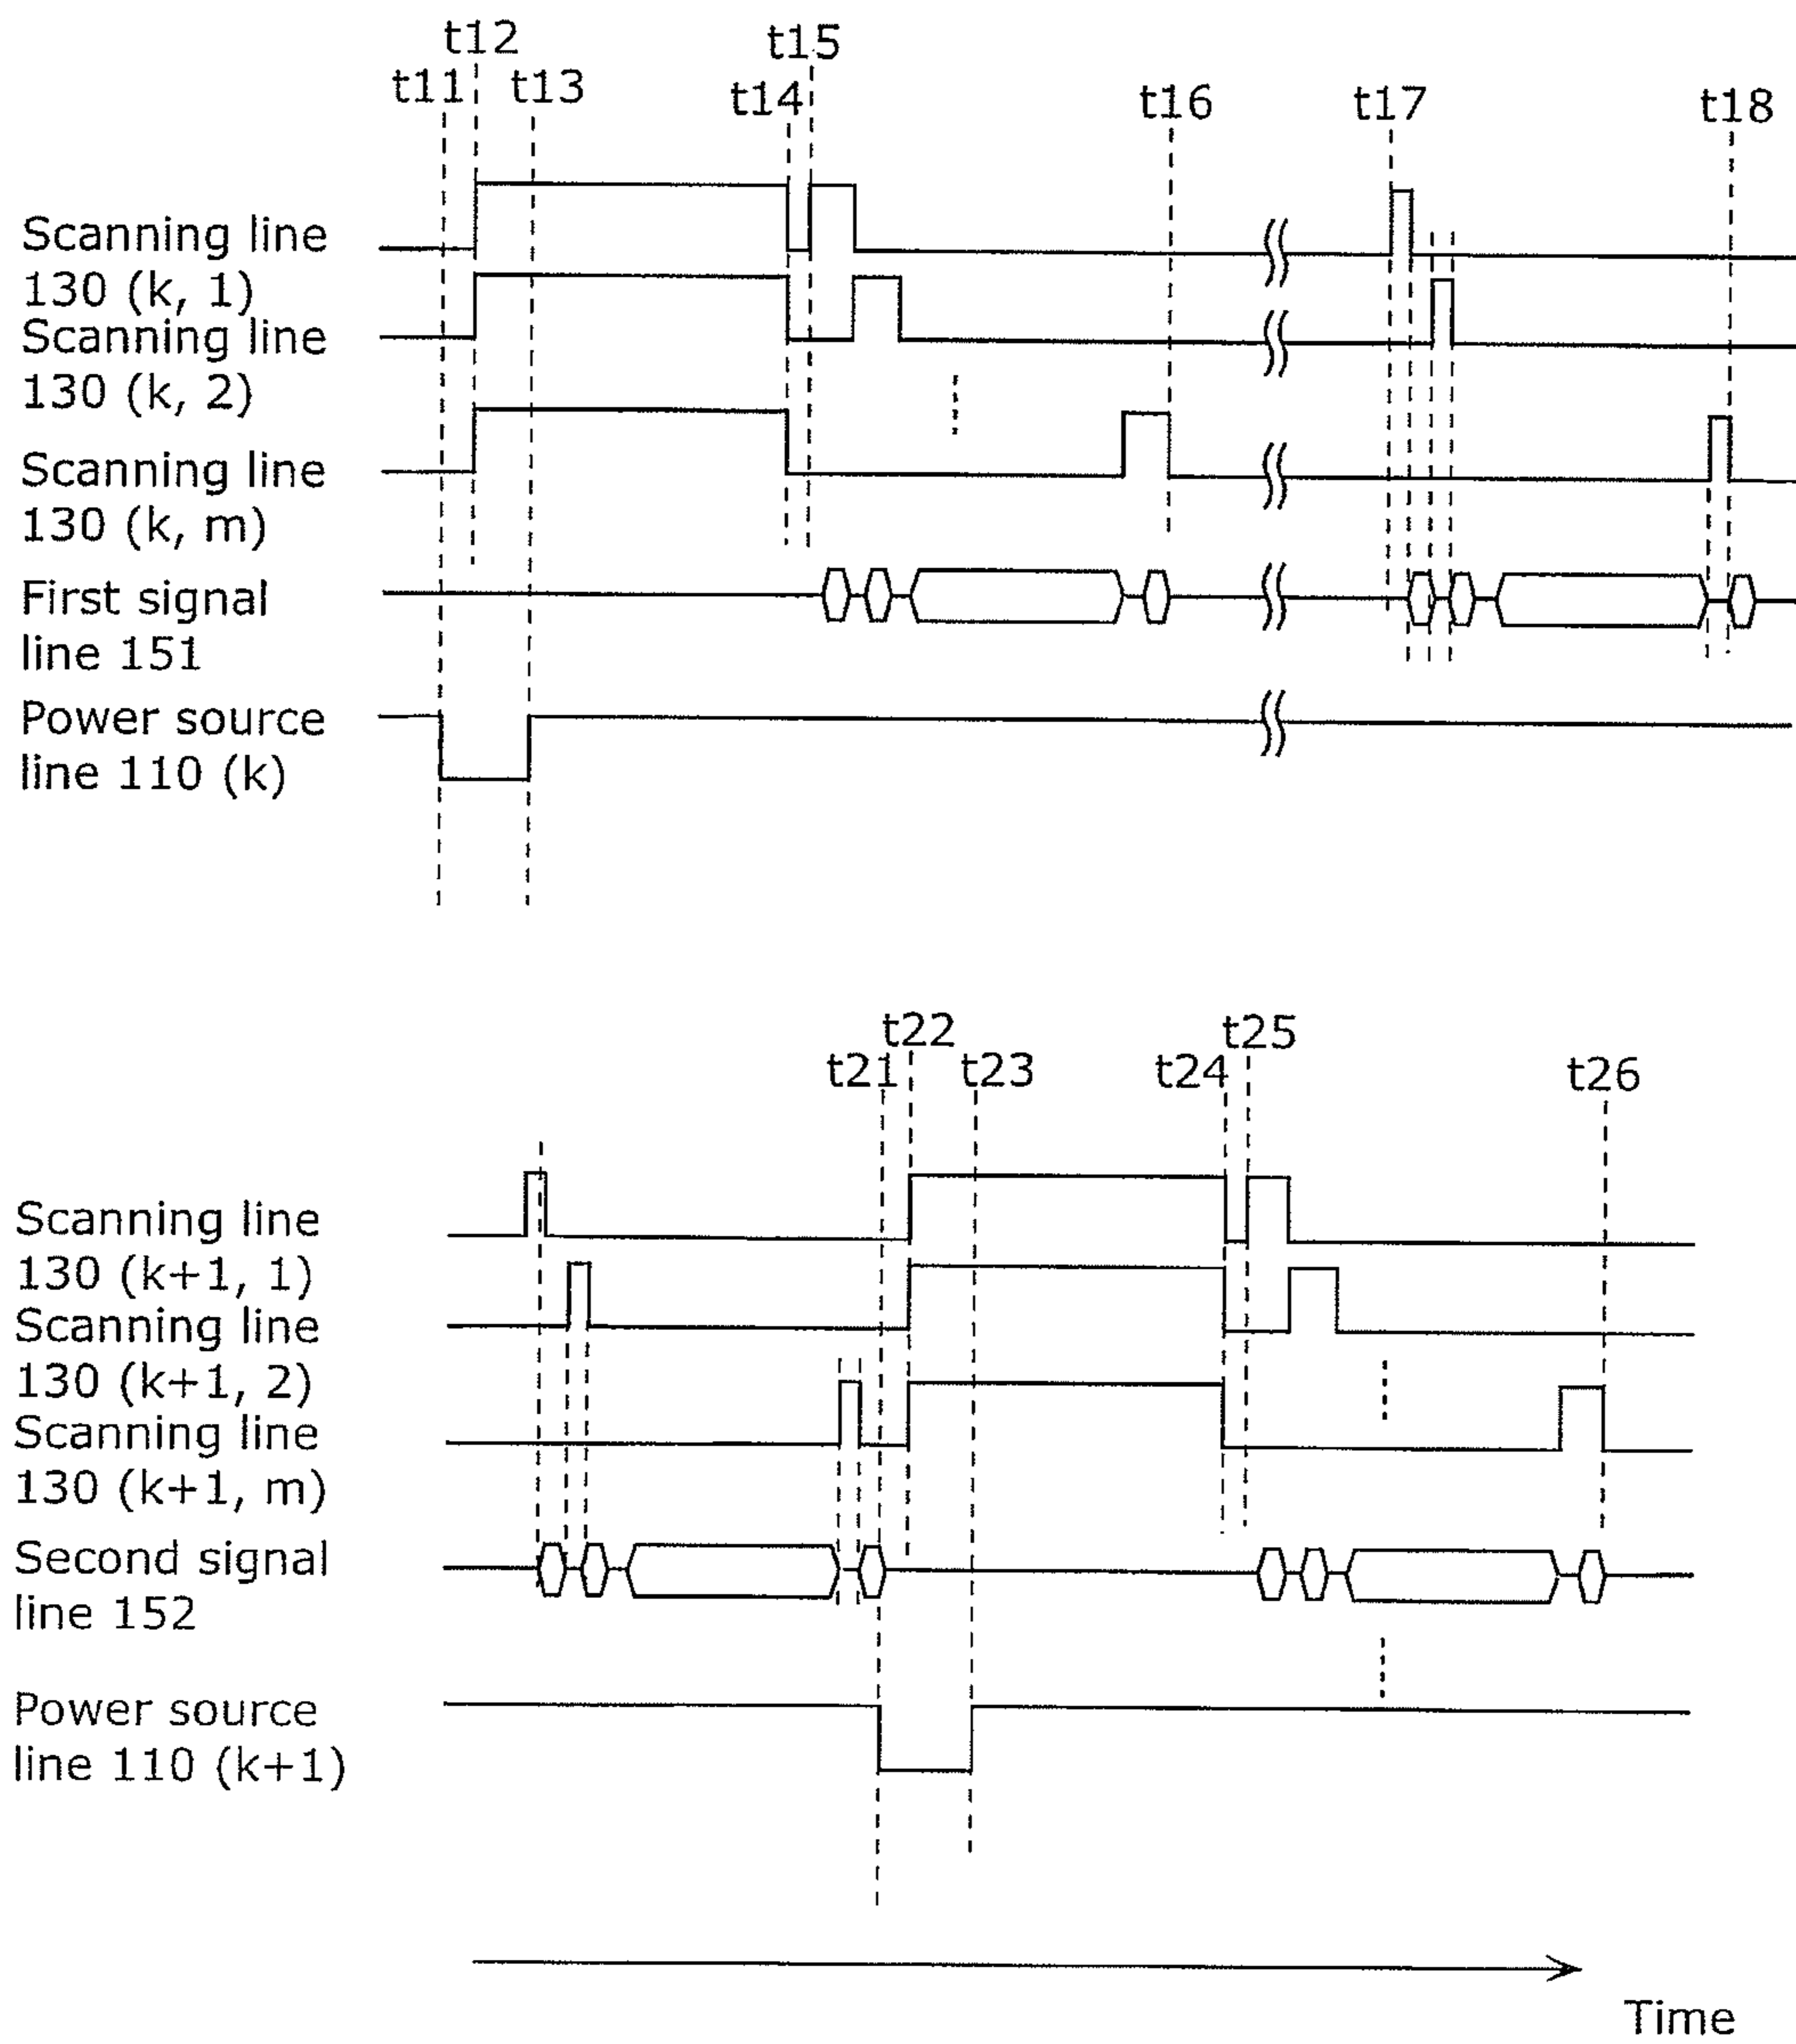 t12
t15
t11
t13
t14
t16
t17
t18
Scanning line
130 (k, 1)
Scanning line
130 (k, 2)
Scanning line
130 (k, m)
First signal
line 151
Power source
line 110 (k)
t22
t25
t21
t23
t24
t26
Scanning line
130 (k+1, 1)
Scanning line
130 (k+1, 2)
Scanning line
130 (k+1, m)
Second signal
line 152
Power source
line 110 (k+1)
Time